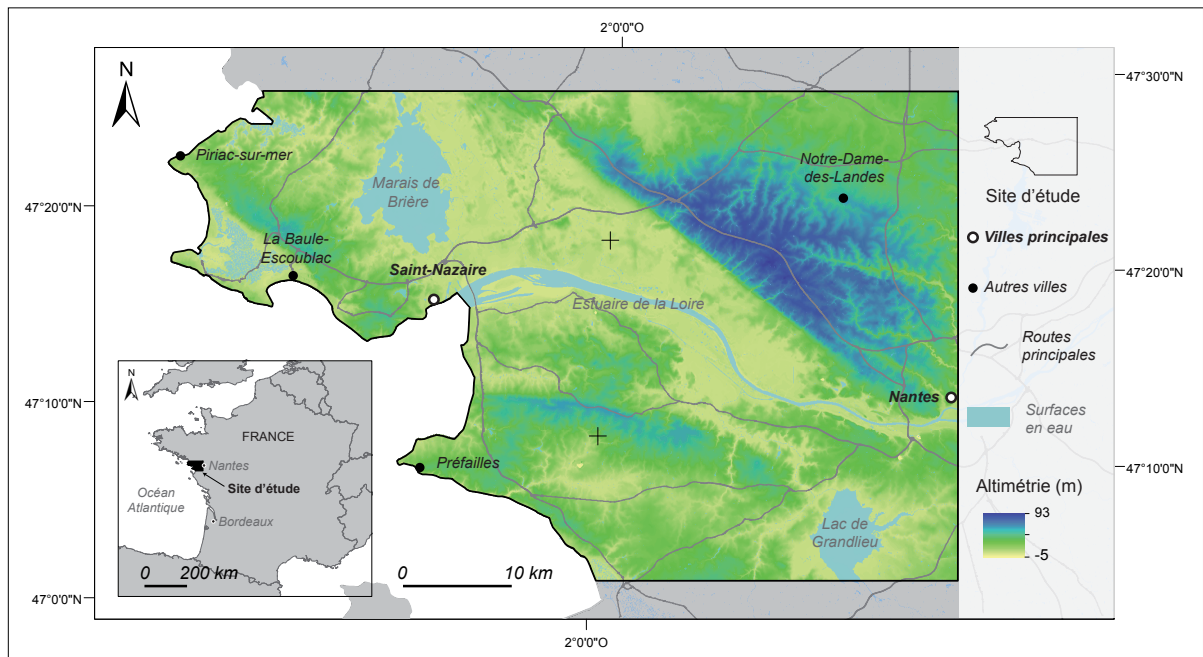 2°0'0"O
N
47°30'0"N
Piriac-sur-mer
Marais de
Brière
Notre-Dame-
des-Landes
Site d'étude
47°20'0"N
La Baule-
Escoublac
Saint-Nazaire
Villes principales
47°20'0"N
Estuaire de la Loire
Autres villes
Routes
principales
Nantes
47°10'0"N
Surfaces
en eau
N
FRANCE
Nantes
Site d'étude
Océan
Atlantique
Bordeaux
0 200 km
Préfailles
47°10'0"N
Altimétrie (m)
93
-5
Lac de
Grandlieu
0 10 km
47°0'0"N
2°0'0"O